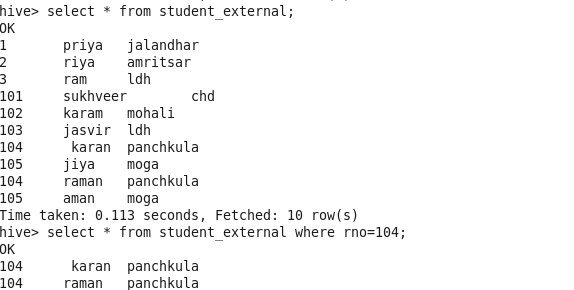 hive> select * from student_external;
OK
1 priya jalandhar
2 riya amritsar
3 ram ldh
101 sukhveer chd
102 karam mohali
103 jasvir ldh
104 karan panchkula
105 jiya moga
104 raman panchkula
105 aman moga
Time taken: 0.113 seconds, Fetched: 10 row(s)
hive> select * from student_external where rno=104;
OK
104 karan panchkula
104 raman panchkula